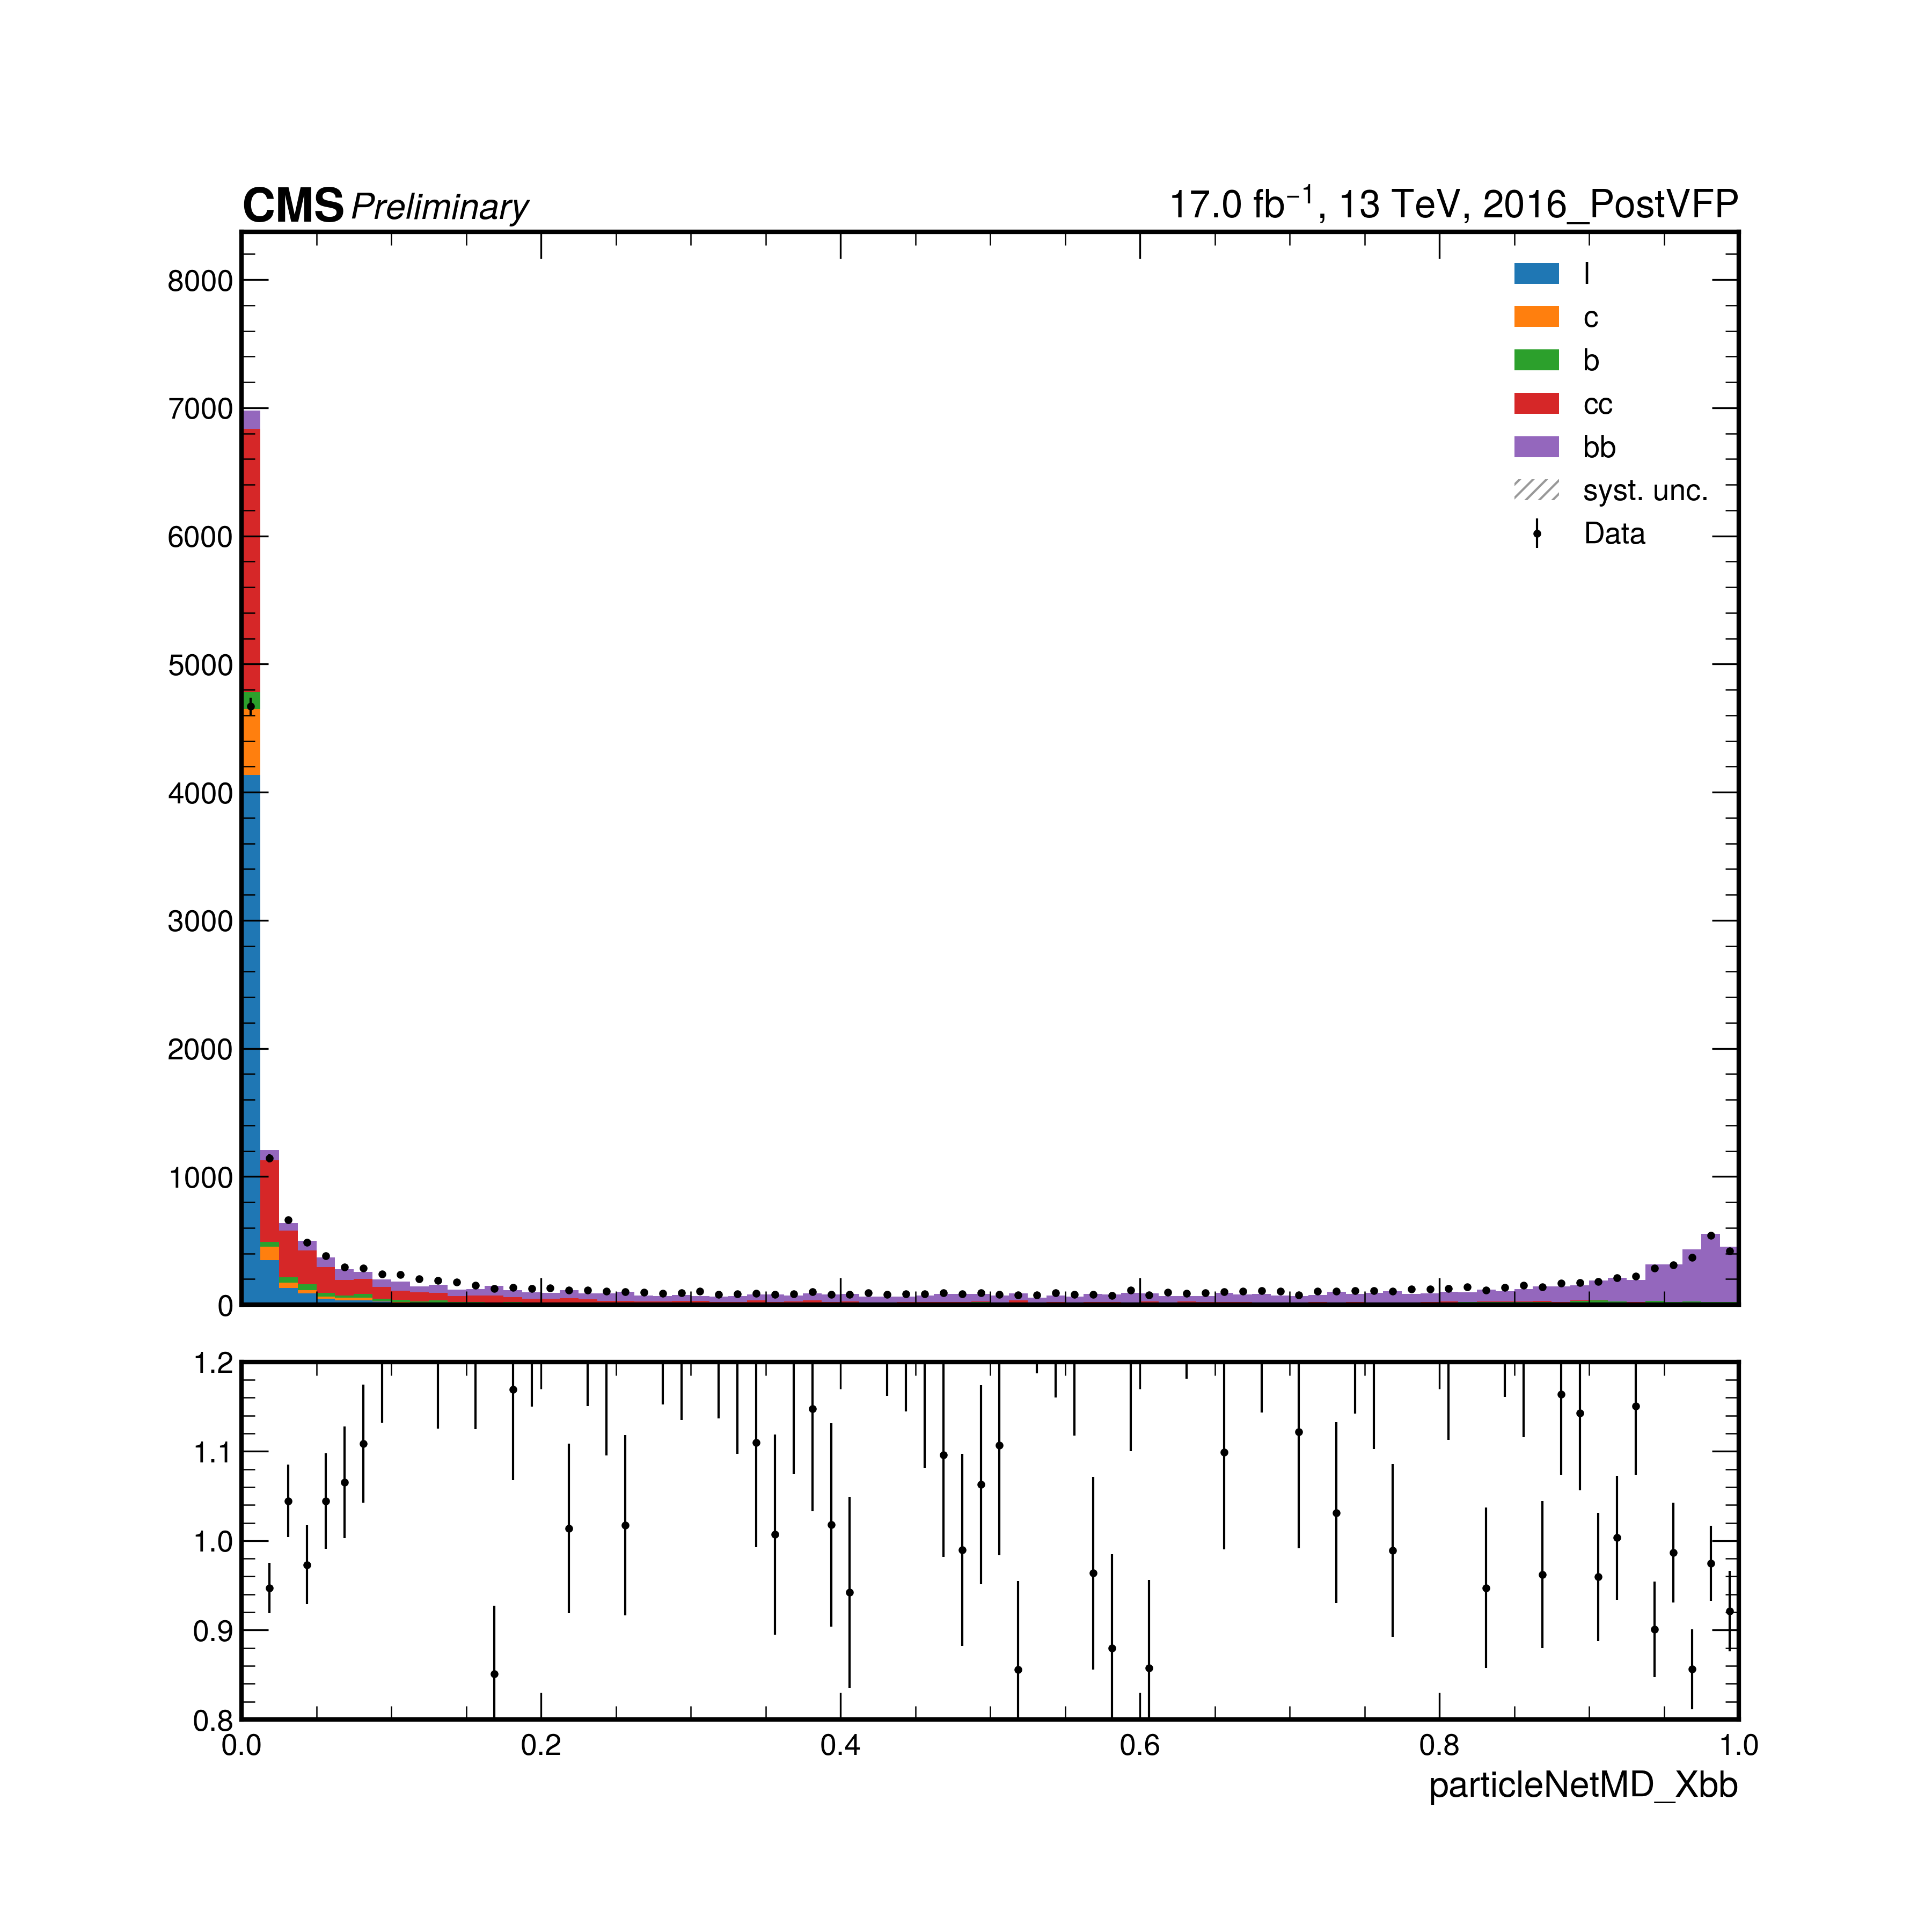 CMS Preliminary
17.0 fb⁻¹, 13 TeV, 2016_PostVFP
8000
7000
6000
5000
4000
3000
2000
1000
0
l
c
b
cc
bb
syst. unc.
Data
1.2
1.1
1.0
0.9
0.8
0.0 0.2 0.4 0.6 0.8 1.0
particleNetMD_Xbb